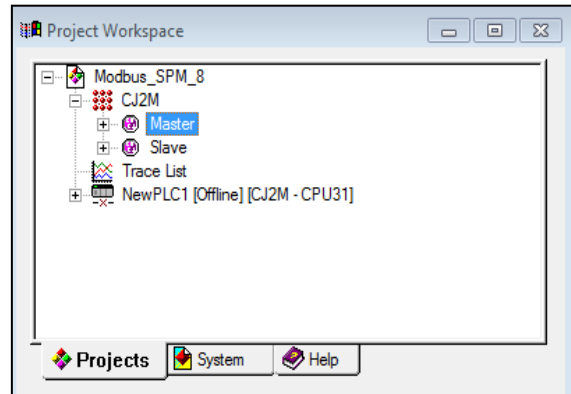 Project Workspace
Modbus_SPM_8
CJ2M
Master
Slave
Trace List
NewPLC1 [Offline] [CJ2M - CPU31]
Projects System Help